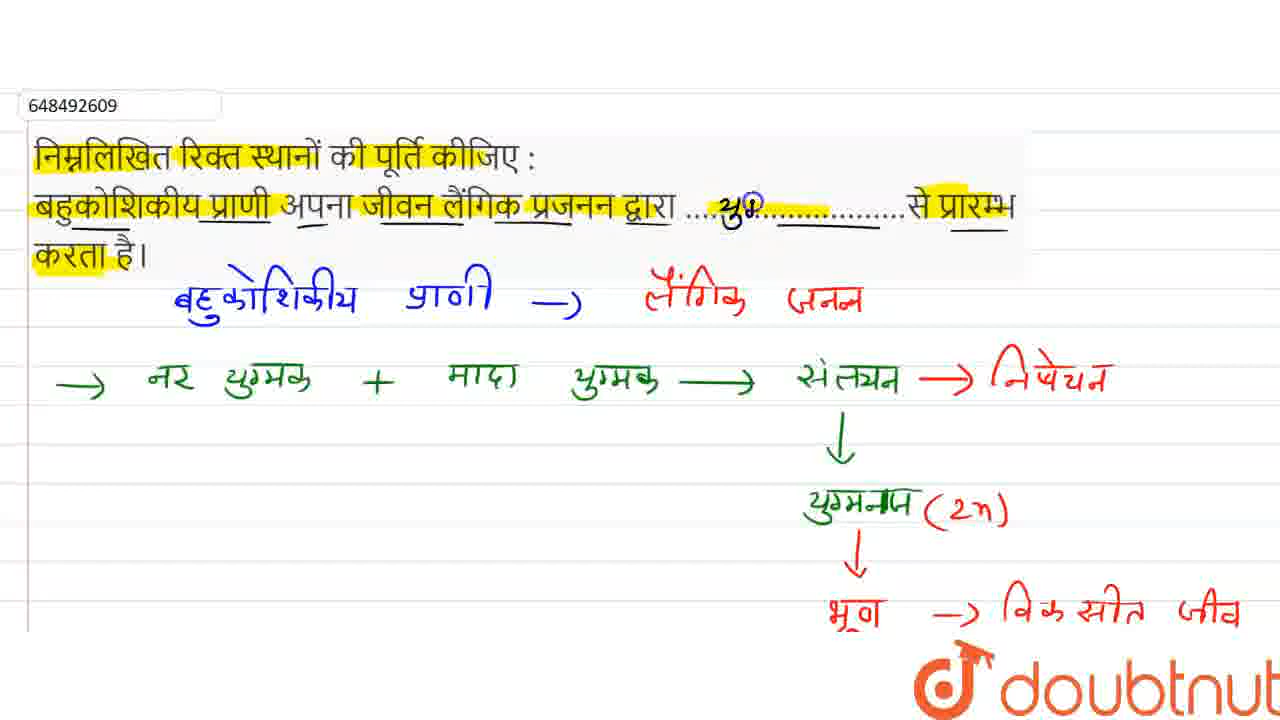 648492609
निम्नलिखित रिक्त स्थानों की पूर्ति कीजिए :
बहुकोशिकीय प्राणी अपना जीवन लैंगिक प्रजनन द्वारा ....युग्म......................से प्रारम्भ
करता है।
बहुकोशिकीय प्राणी → लैंगिक जनन
→ नर युग्मक + मादा युग्मक → संलयन → निषेचन
↓
युग्मनज (2n)
↓
भ्रूण → विकसीत जीव
doubtnut